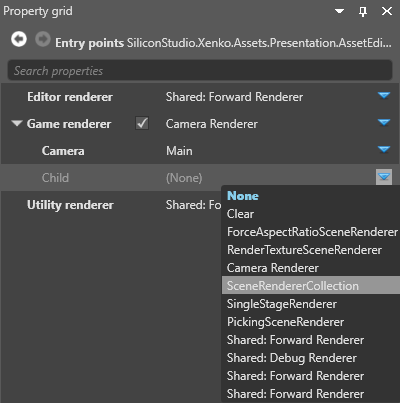 Property grid
Entry points SiliconStudio.Xenko.Assets.Presentation.AssetEdi...
Search properties
Editor renderer Shared: Forward Renderer
Game renderer Camera Renderer
Camera Main
Child (None)
Utility renderer Shared: Fo
None
Clear
ForceAspectRatioSceneRenderer
RenderTextureSceneRenderer
Camera Renderer
SceneRendererCollection
SingleStageRenderer
PickingSceneRenderer
Shared: Forward Renderer
Shared: Debug Renderer
Shared: Forward Renderer
Shared: Forward Renderer